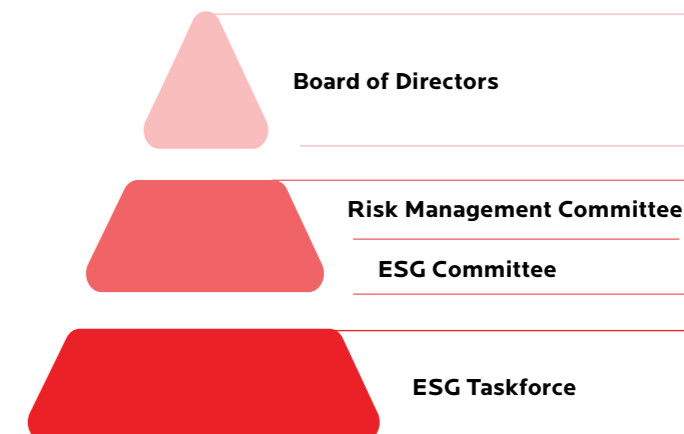 Board of Directors
Risk Management Committee
ESG Committee
ESG Taskforce